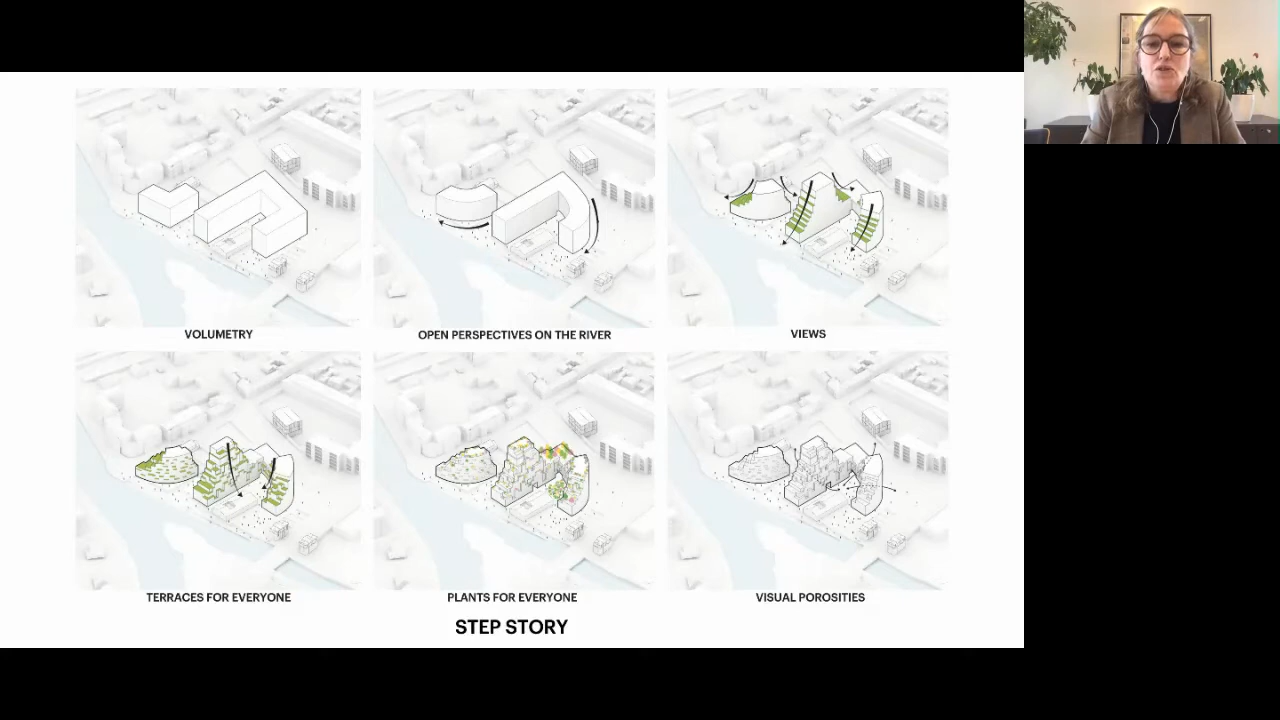 VOLUMETRY
OPEN PERSPECTIVES ON THE RIVER
VIEWS
TERRACES FOR EVERYONE
PLANTS FOR EVERYONE
VISUAL POROSITIES
STEP STORY